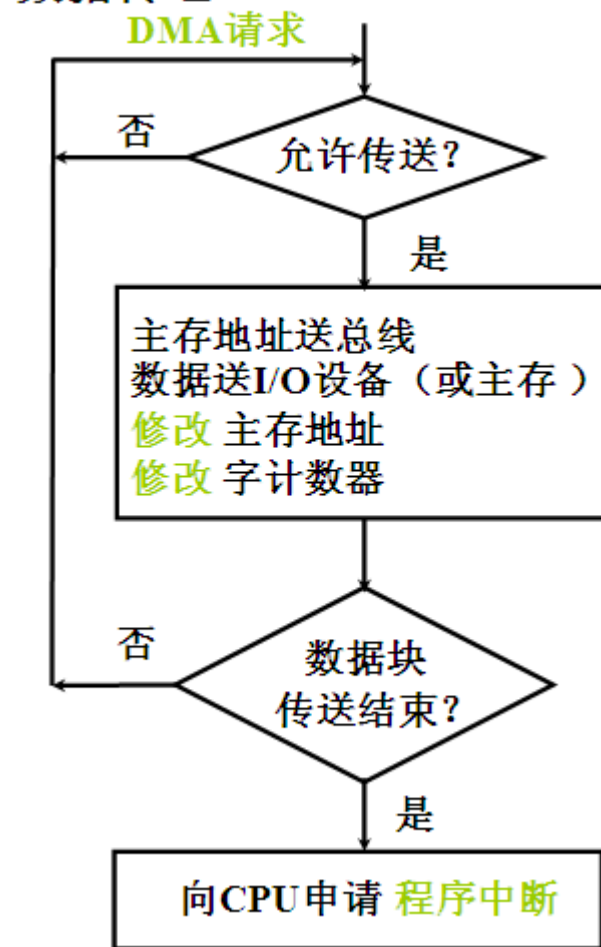 DMA请求
允许传送？
否
是
主存地址送总线
数据送I/O设备（或主存 ）
修改 主存地址
修改 字计数器
否
数据块
传送结束？
是
向CPU申请 程序中断